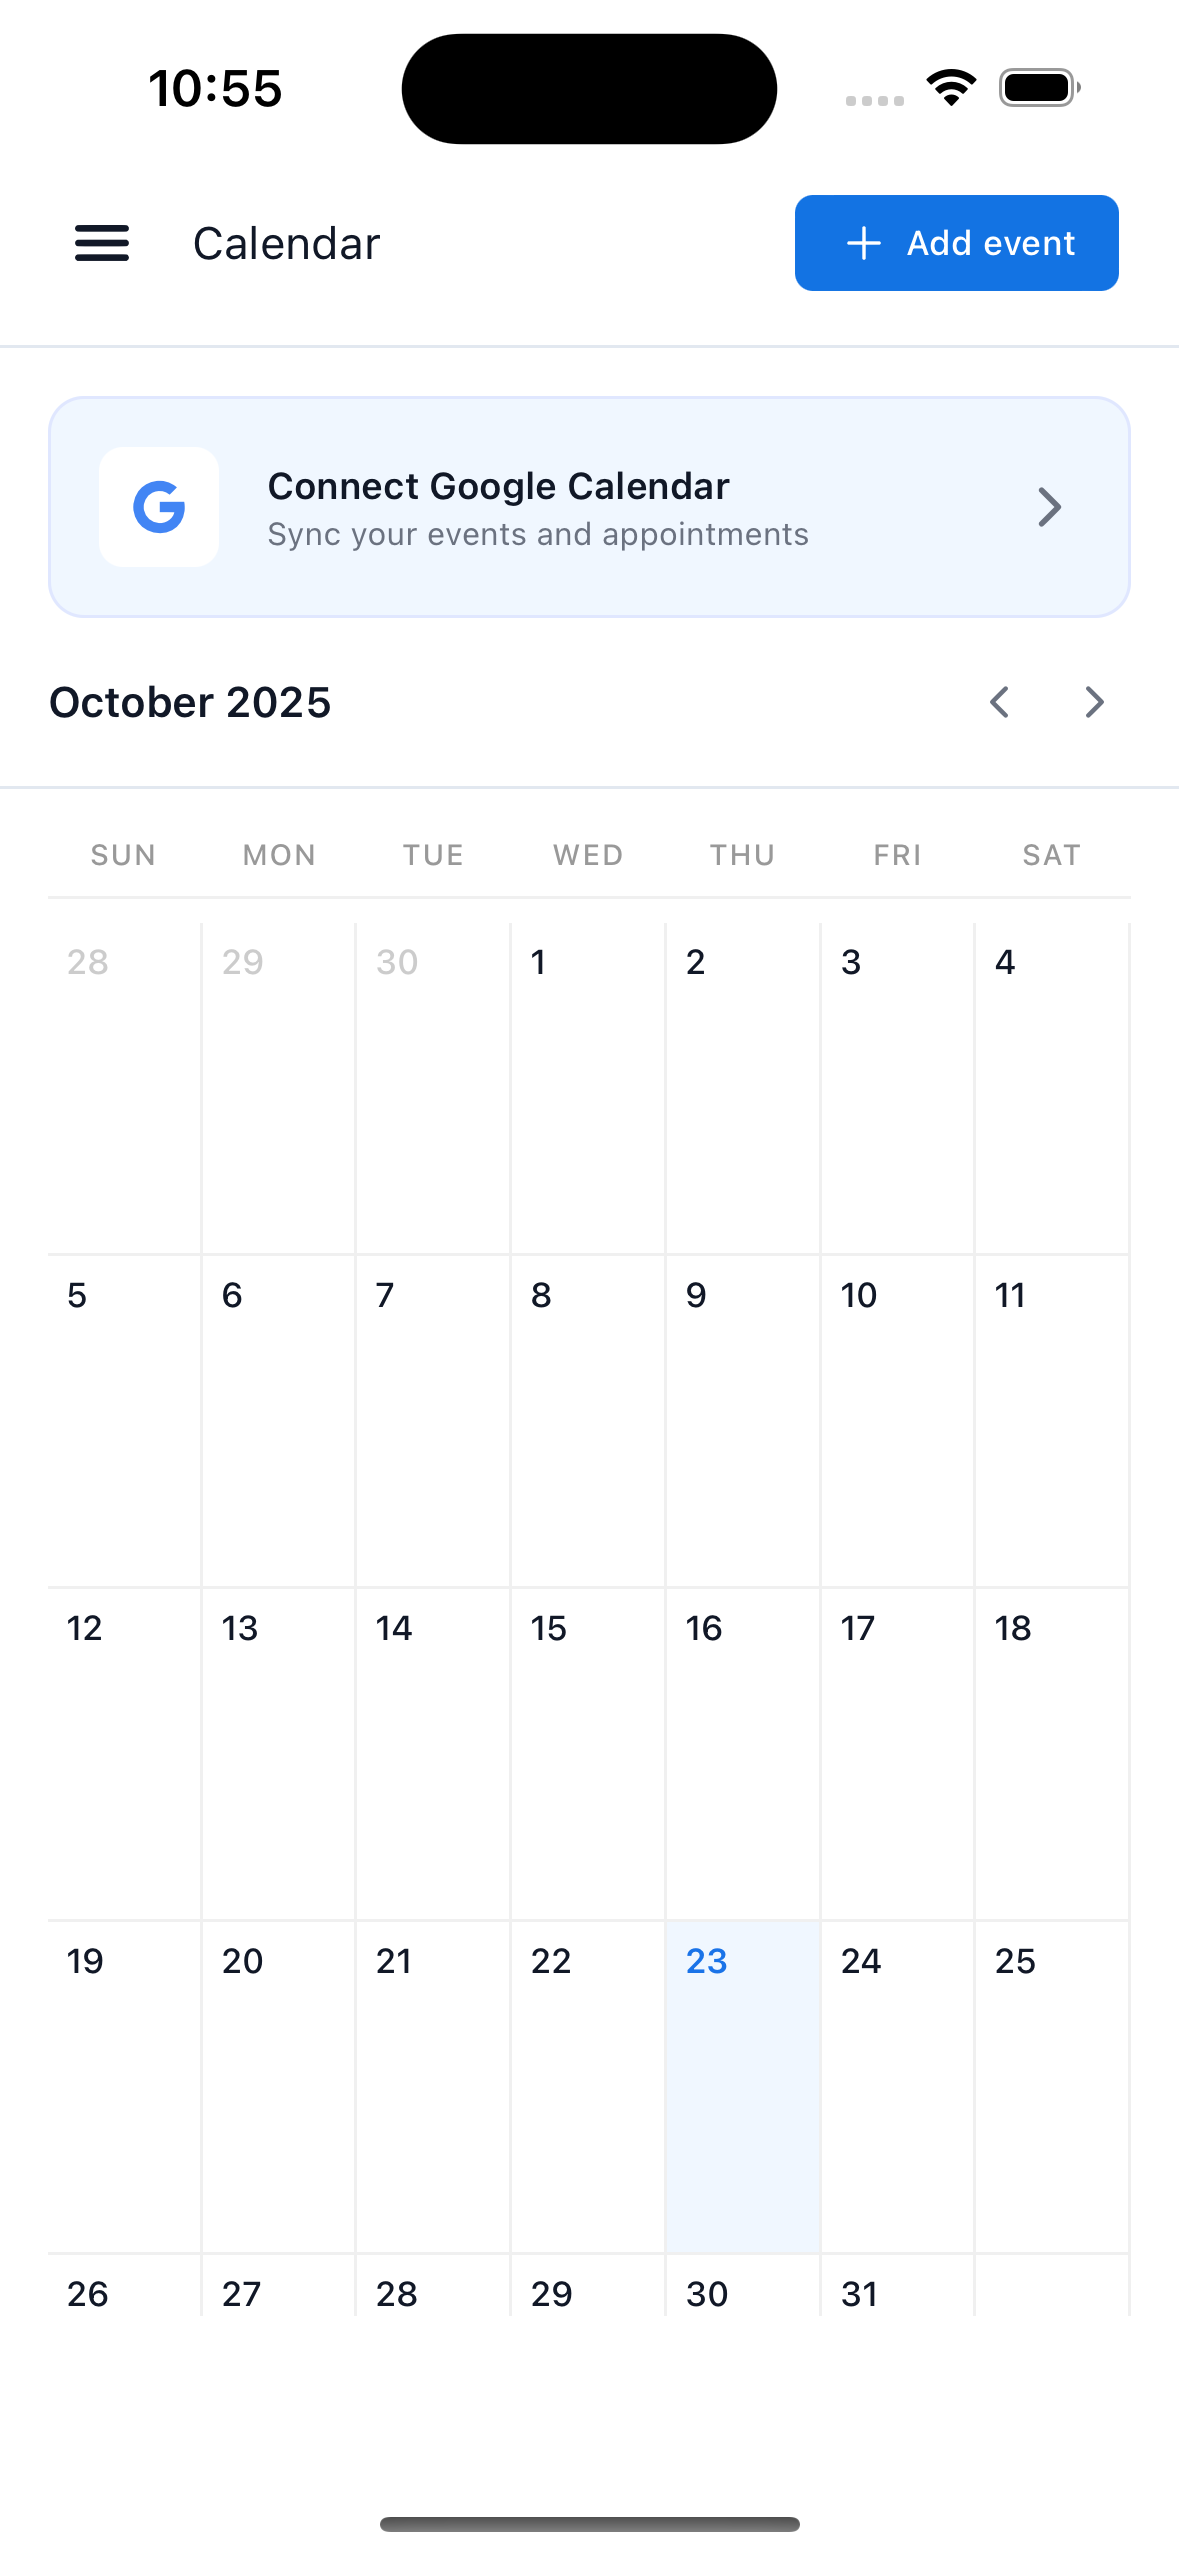 10:55
Calendar
Add event
G
Connect Google Calendar
Sync your events and appointments
October 2025
SUN MON TUE WED THU FRI SAT
28 29 30 1 2 3 4
5 6 7 8 9 10 11
12 13 14 15 16 17 18
19 20 21 22 23 24 25
26 27 28 29 30 31